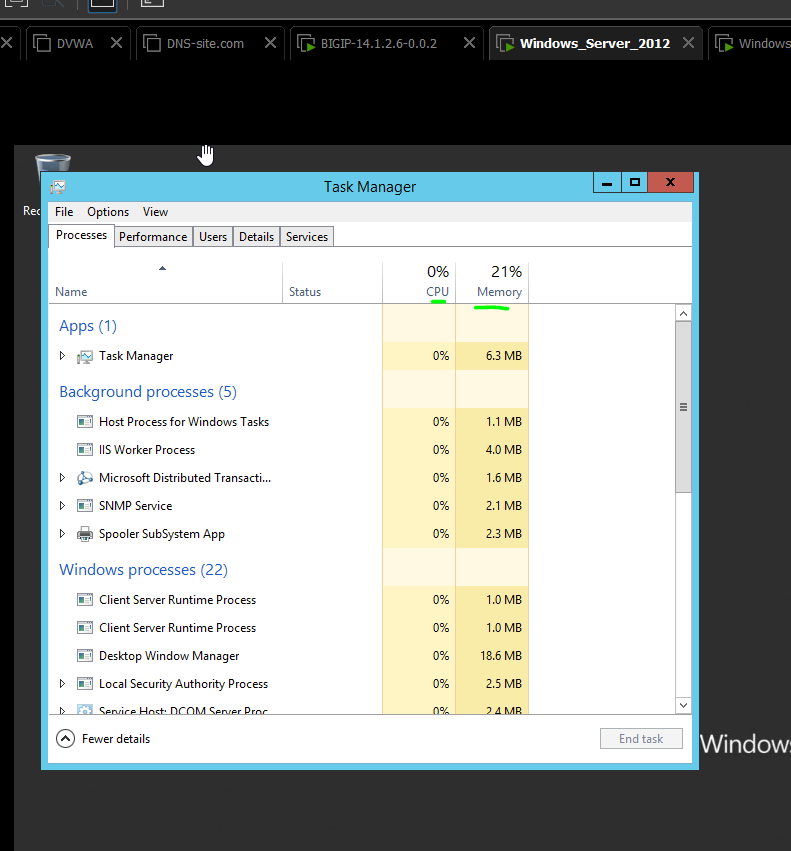 DVWA DNS-site.com BIGIP-14.1.2.6-0.0.2 Windows_Server_2012 Windows
Task Manager
File Options View
Processes Performance Users Details Services
0% 21%
Name Status CPU Memory
Apps (1)
Task Manager 0% 6.3 MB
Background processes (5)
Host Process for Windows Tasks 0% 1.1 MB
IIS Worker Process 0% 4.0 MB
Microsoft Distributed Transacti... 0% 1.6 MB
SNMP Service 0% 2.1 MB
Spooler SubSystem App 0% 2.3 MB
Windows processes (22)
Client Server Runtime Process 0% 1.0 MB
Client Server Runtime Process 0% 1.0 MB
Desktop Window Manager 0% 18.6 MB
Local Security Authority Process 0% 2.5 MB
Service Host: DCOM Server Proc... 0% 2.4 MB
Fewer details End task
Windows